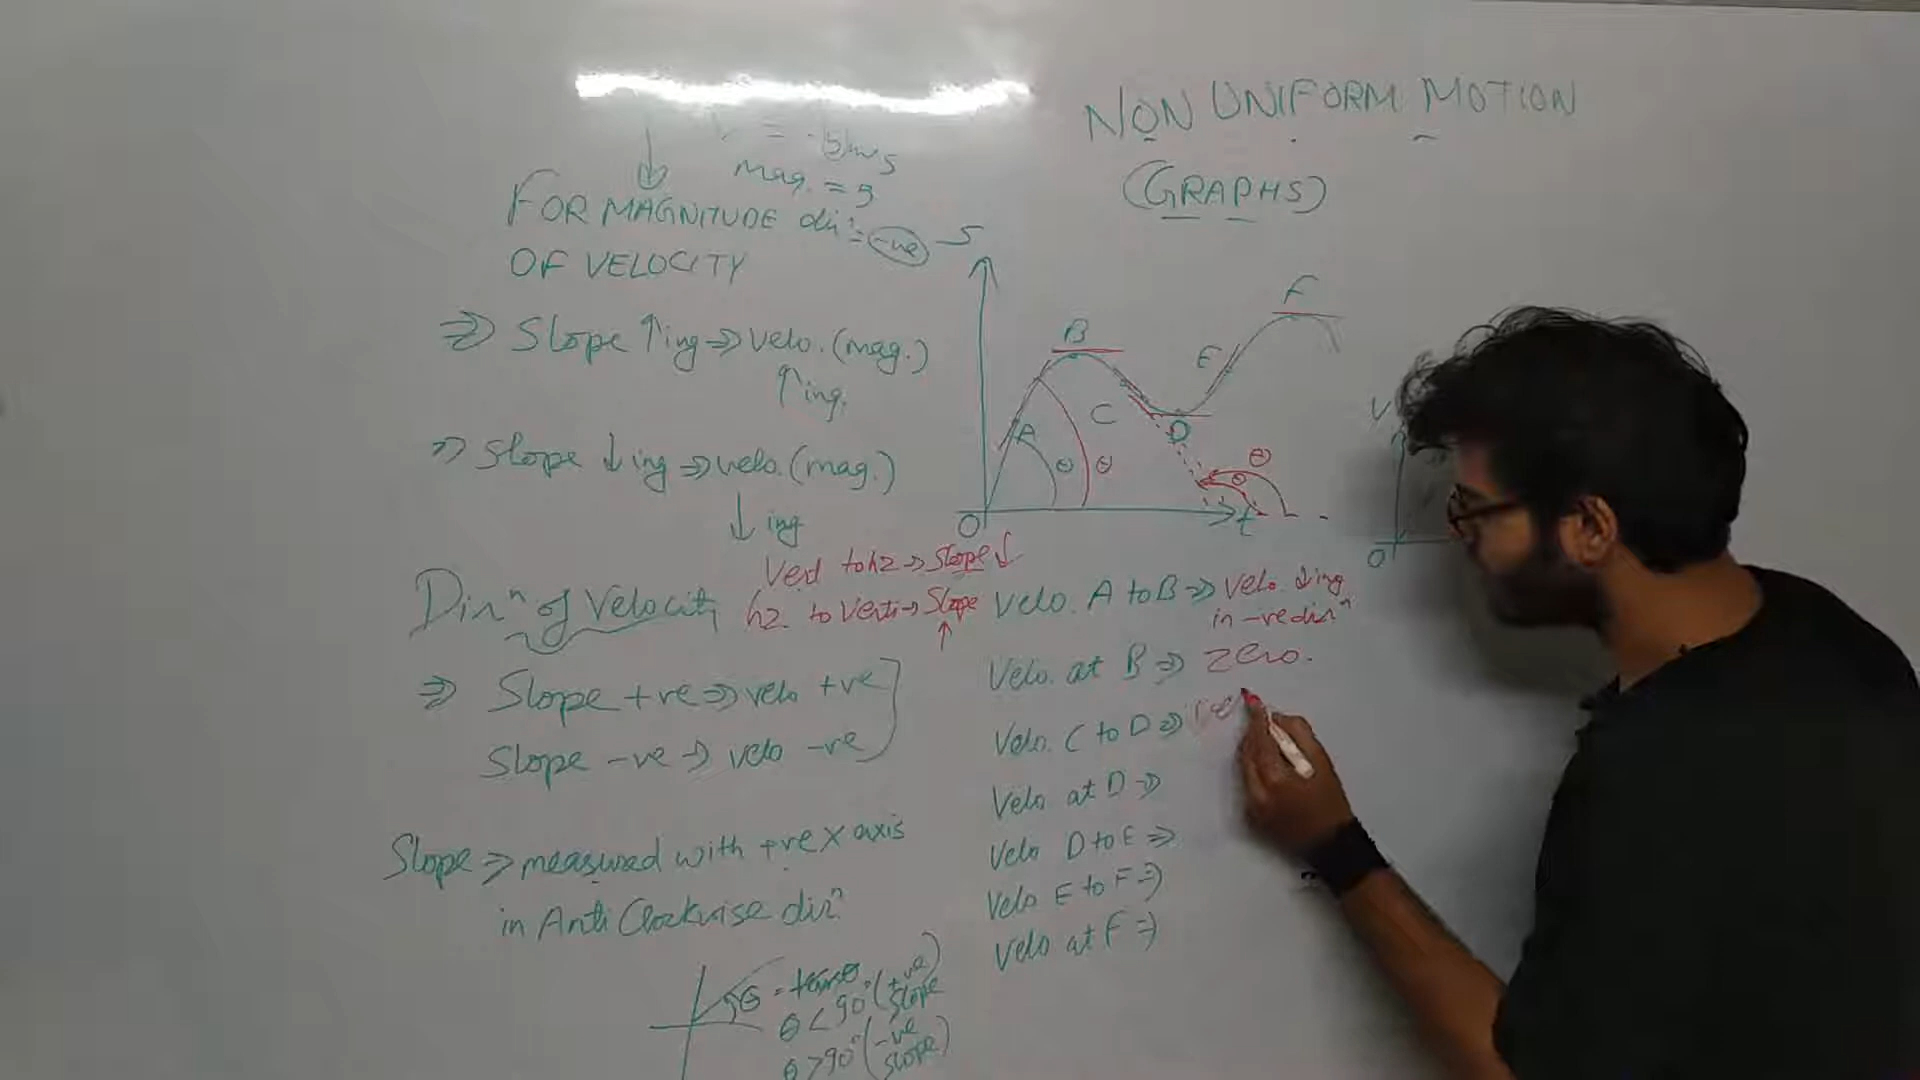 NON UNIFORM MOTION
(GRAPHS)
mag. = 5
FOR MAGNITUDE dirⁿ = -ve
OF VELOCITY
⇒ Slope ↑ing ⇒ velo. (mag.)
↑ing.
⇒ Slope ↓ing ⇒ velo. (mag.)
↓ing
Vert to hz → Slope ↓
Dirⁿ of Velocity
hz to Verti → Slope
↑
⇒ Slope +ve ⇒ velo +ve
Slope -ve ⇒ velo -ve
Slope ⇒ measured with +ve x axis
in Anti Clockwise dirⁿ
θ = tanθ
θ < 90° (+ve
slope)
θ > 90° (-ve
slope)
S
F
B
E
C
D
A
θ
θ
θ
θ
O
t
V
O
Velo. A to B ⇒ Velo. ↓ing
in -ve dirⁿ
Velo. at B ⇒ Zero.
Velo. C to D ⇒
Velo at D ⇒
Velo D to E ⇒
Velo E to F ⇒
Velo at F ⇒